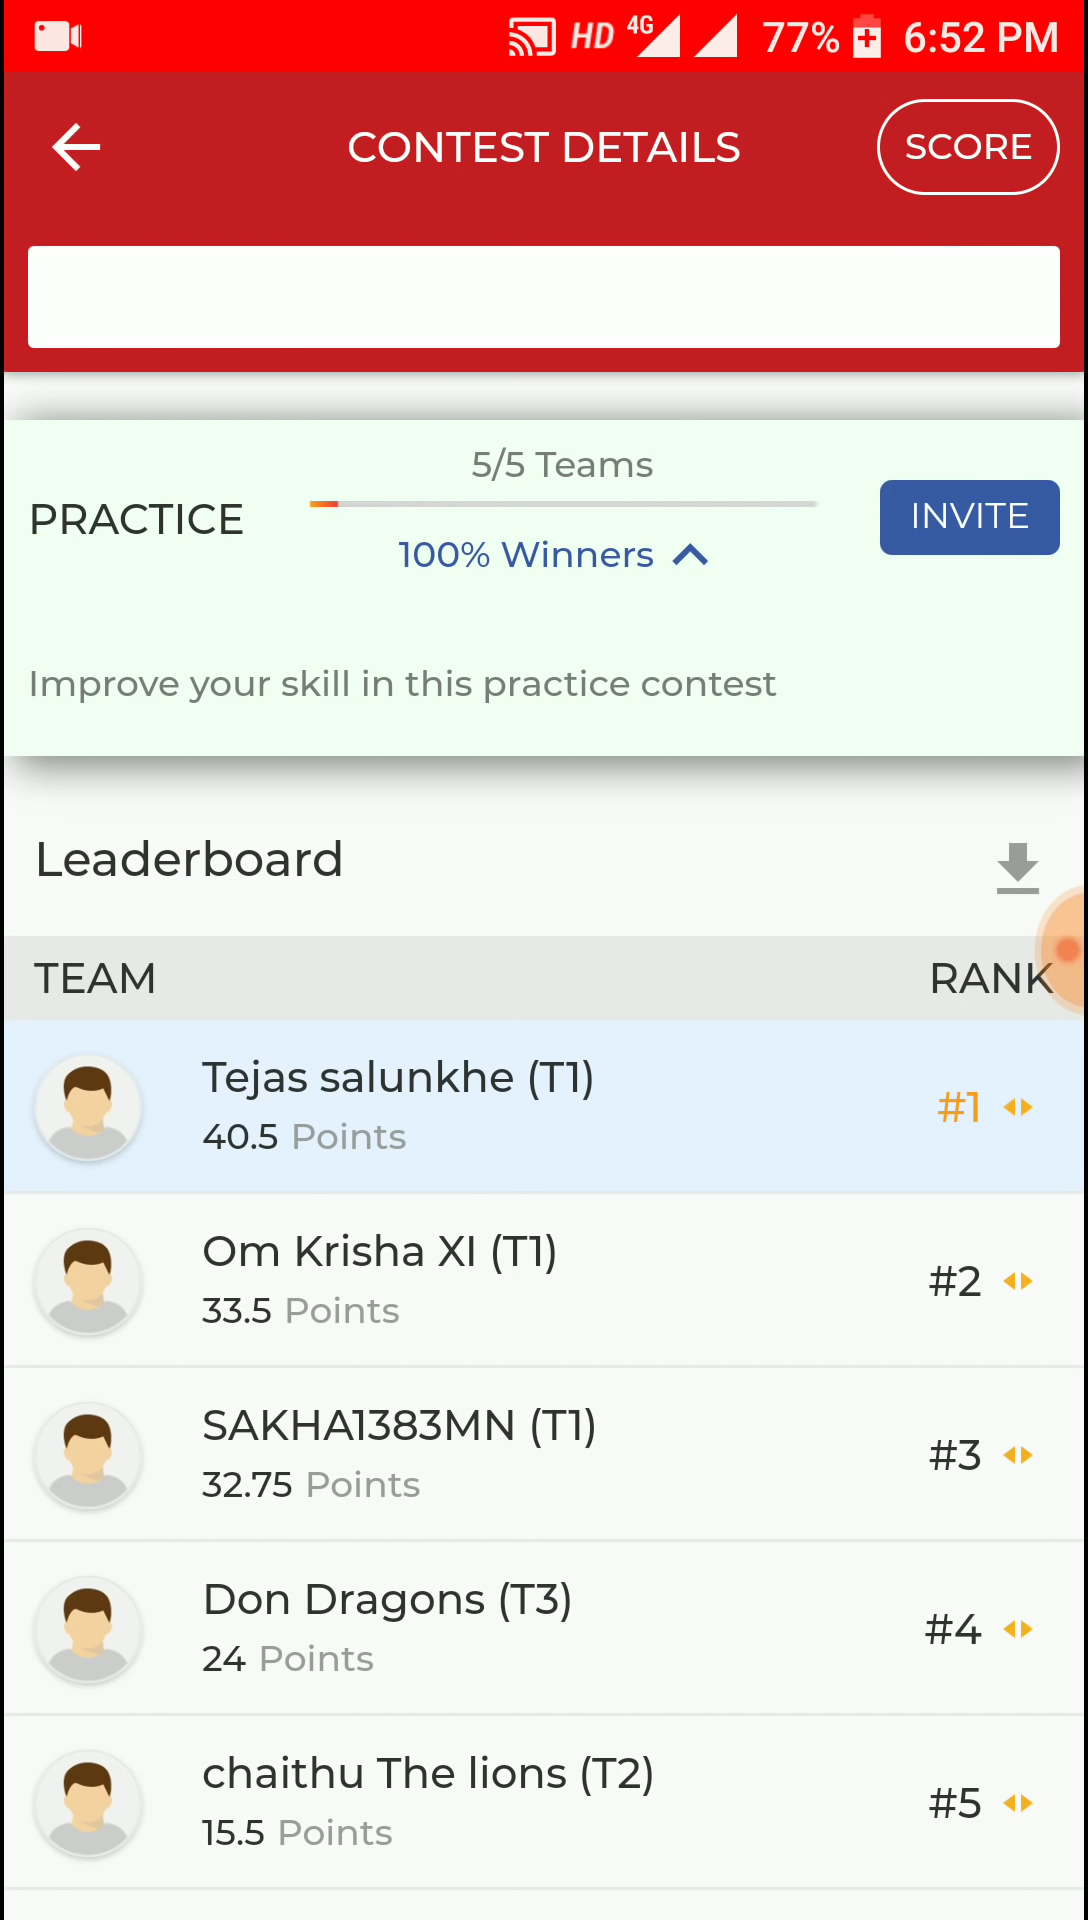 HD 4G 77% 6:52 PM
CONTEST DETAILS SCORE
5/5 Teams
PRACTICE INVITE
100% Winners
Improve your skill in this practice contest
Leaderboard
TEAM RANK
Tejas salunkhe (T1)
40.5 Points #1
Om Krisha XI (T1)
33.5 Points #2
SAKHA1383MN (T1)
32.75 Points #3
Don Dragons (T3)
24 Points #4
chaithu The lions (T2)
15.5 Points #5